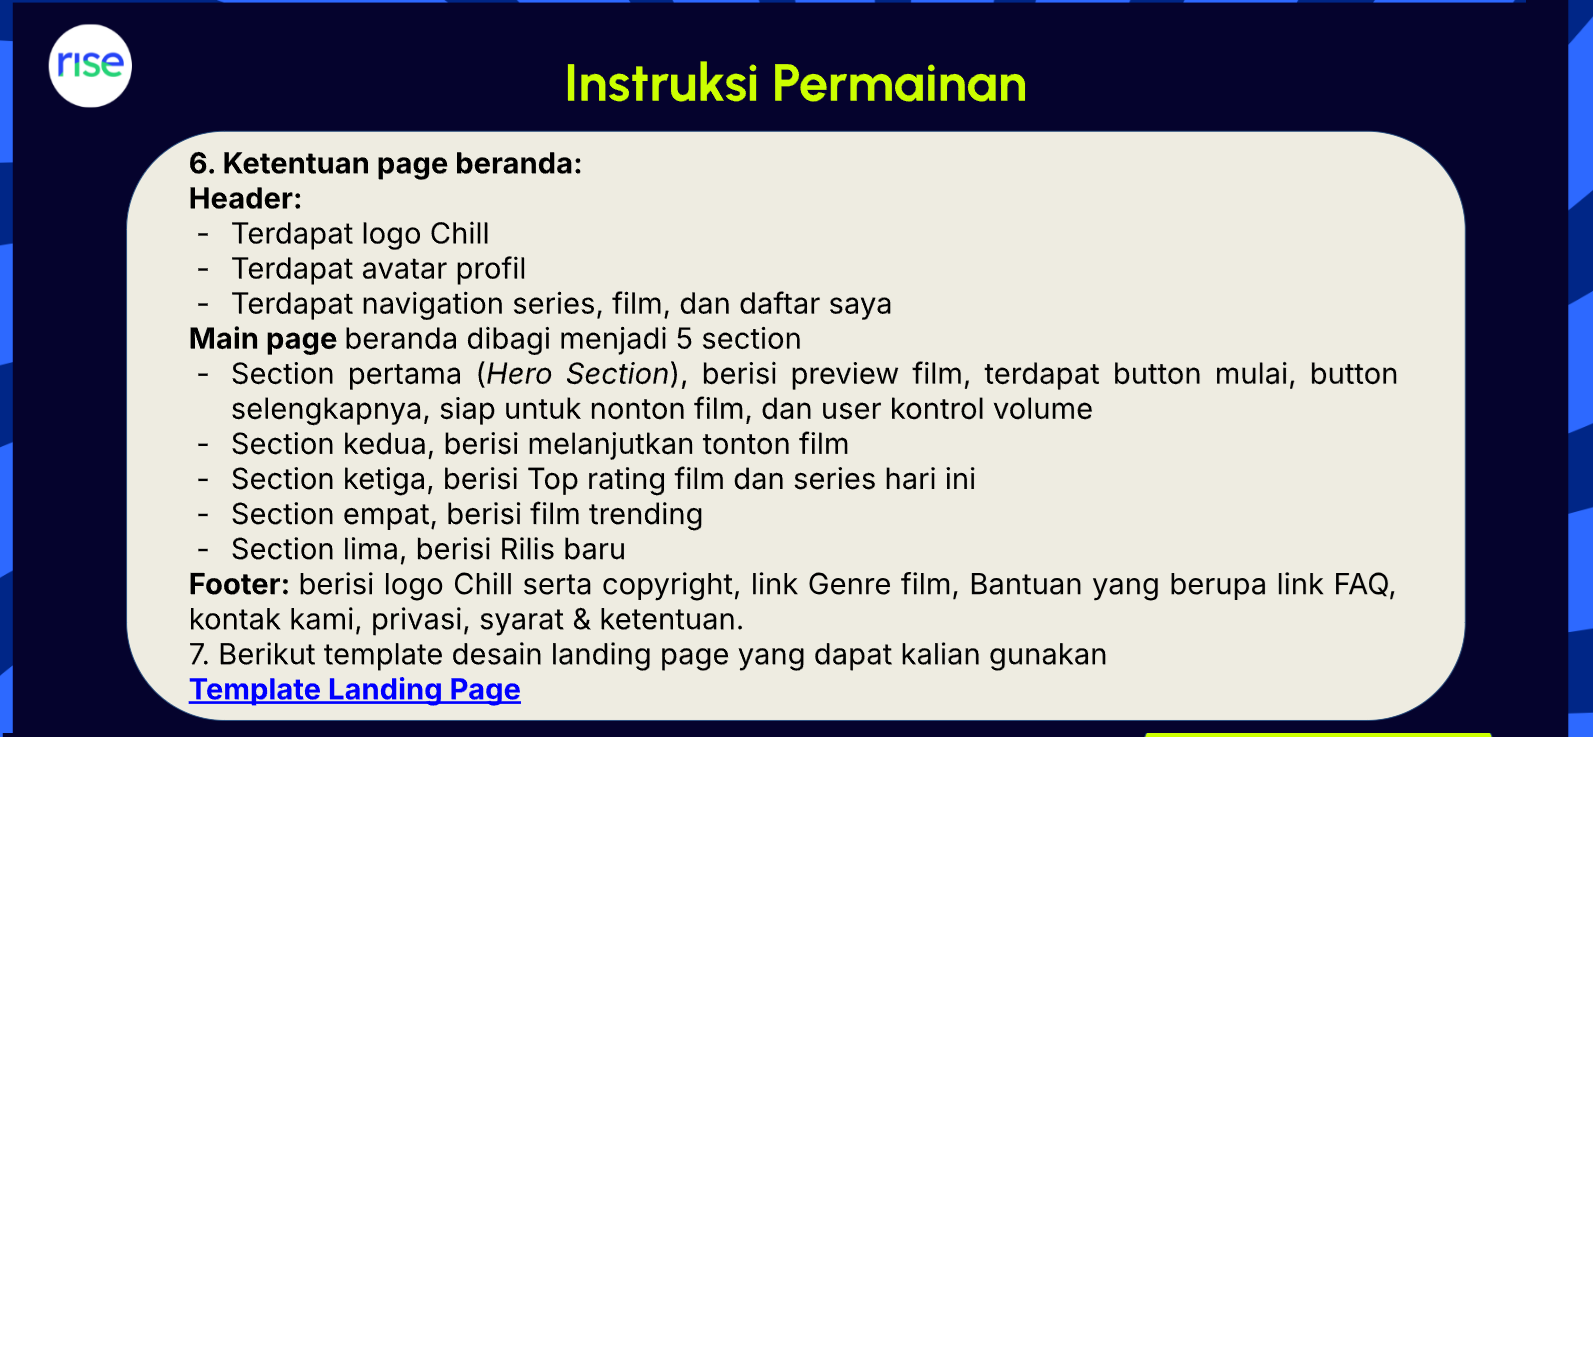 rise
Instruksi Permainan
6. Ketentuan page beranda:
Header:
- Terdapat logo Chill
- Terdapat avatar profil
- Terdapat navigation series, film, dan daftar saya
Main page beranda dibagi menjadi 5 section
- Section pertama (Hero Section), berisi preview film, terdapat button mulai, button
selengkapnya, siap untuk nonton film, dan user kontrol volume
- Section kedua, berisi melanjutkan tonton film
- Section ketiga, berisi Top rating film dan series hari ini
- Section empat, berisi film trending
- Section lima, berisi Rilis baru
Footer: berisi logo Chill serta copyright, link Genre film, Bantuan yang berupa link FAQ,
kontak kami, privasi, syarat & ketentuan.
7. Berikut template desain landing page yang dapat kalian gunakan
Template Landing Page